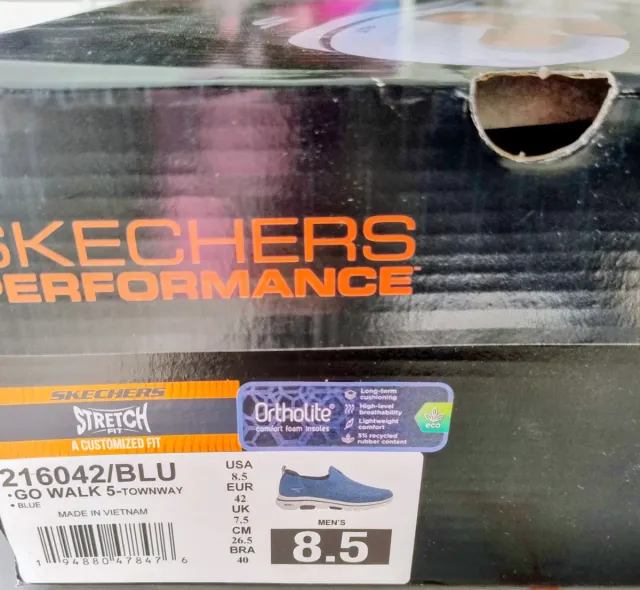 SKECHERS
PERFORMANCE
SKECHERS
STRETCH
FIT
A CUSTOMIZED FIT
Ortholite®
comfort foam insoles
Long-term
cushioning
High-level
breathability
Lightweight
comfort
5% recycled
rubber content
eco
216042/BLU
•GO WALK 5-TOWNWAY
• BLUE
MADE IN VIETNAM
1 94880 47847 6
USA
8.5
EUR
42
UK
7.5
CM
26.5
BRA
40
MEN'S
8.5